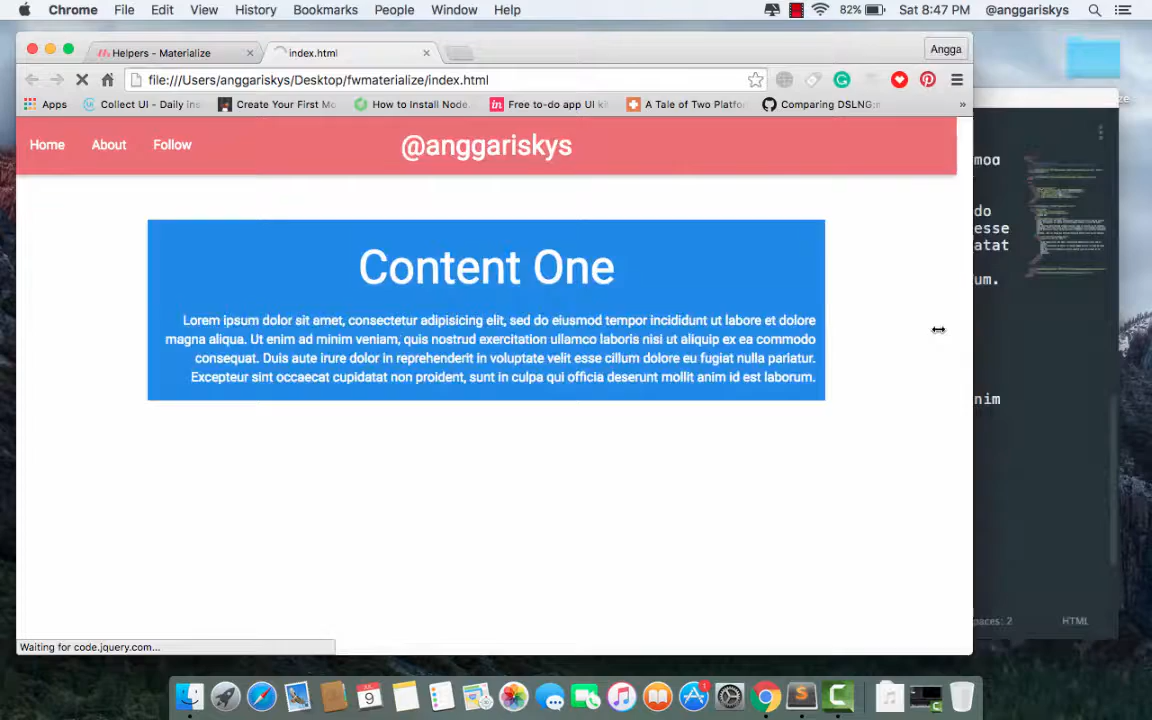 Chrome File Edit View History Bookmarks People Window Help 82% Sat 8:47 PM @anggariskys
Helpers - Materialize index.html Angga
file:///Users/anggariskys/Desktop/fwmaterialize/index.html
Apps Collect UI - Daily ins Create Your First Mo How to Install Node. Free to-do app UI ki A Tale of Two Platfo Comparing DSLNG: »
Home About Follow @anggariskys
Content One
Lorem ipsum dolor sit amet, consectetur adipisicing elit, sed do eiusmod tempor incididunt ut labore et dolore
magna aliqua. Ut enim ad minim veniam, quis nostrud exercitation ullamco laboris nisi ut aliquip ex ea commodo
consequat. Duis aute irure dolor in reprehenderit in voluptate velit esse cillum dolore eu fugiat nulla pariatur.
Excepteur sint occaecat cupidatat non proident, sunt in culpa qui officia deserunt mollit anim id est laborum.
do
esse
atat
um.
nim
paces: 2 HTML
Waiting for code.jquery.com...
9
1